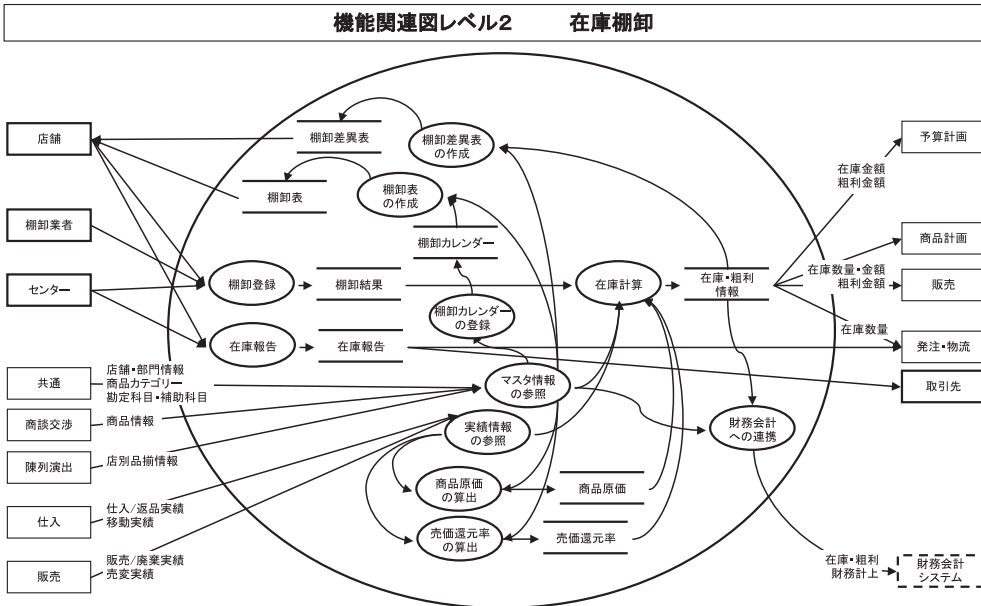 機能関連図レベル2　　在庫棚卸
店舗
棚卸業者
センター
共通
商談交渉
陳列演出
仕入
販売
店舗・部門情報
商品カテゴリー
勘定科目・補助科目
商品情報
店別品揃情報
仕入/返品実績
移動実績
販売/廃棄実績
売変実績
棚卸差異表
棚卸差異表
の作成
棚卸表
棚卸表
の作成
棚卸カレンダー
棚卸登録
棚卸結果
棚卸カレンダー
の登録
在庫報告
在庫報告
マスタ情報
の参照
実績情報
の参照
商品原価
の算出
商品原価
売価還元率
の算出
売価還元率
在庫計算
在庫・粗利
情報
財務会計
への連携
在庫金額
粗利金額
在庫数量・金額
粗利金額
在庫数量
在庫・粗利
財務計上
予算計画
商品計画
販売
発注・物流
取引先
財務会計
システム